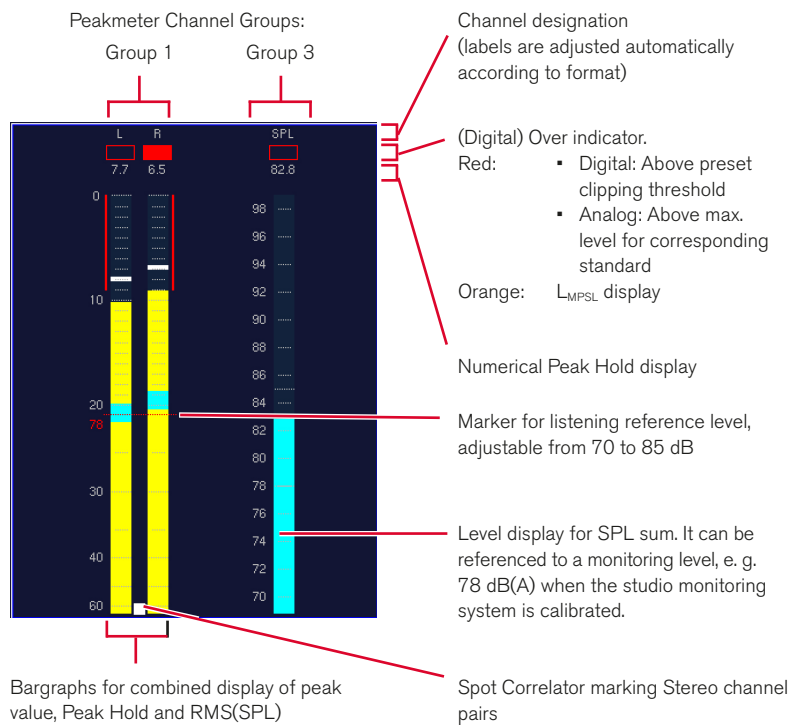 Peakmeter Channel Groups:
Group 1
Group 3
Channel designation
(labels are adjusted automatically
according to format)
L
R
SPL
7.7
6.5
82.8
(Digital) Over indicator.
Red:
▪ Digital: Above preset
clipping threshold
▪ Analog: Above max.
level for corresponding
standard
Orange:
LMPSL display
Numerical Peak Hold display
0
10
20
78
30
40
60
98
96
94
92
90
88
86
84
82
80
78
76
74
72
70
Marker for listening reference level,
adjustable from 70 to 85 dB
Level display for SPL sum. It can be
referenced to a monitoring level, e. g.
78 dB(A) when the studio monitoring
system is calibrated.
Bargraphs for combined display of peak
value, Peak Hold and RMS(SPL)
Spot Correlator marking Stereo channel
pairs